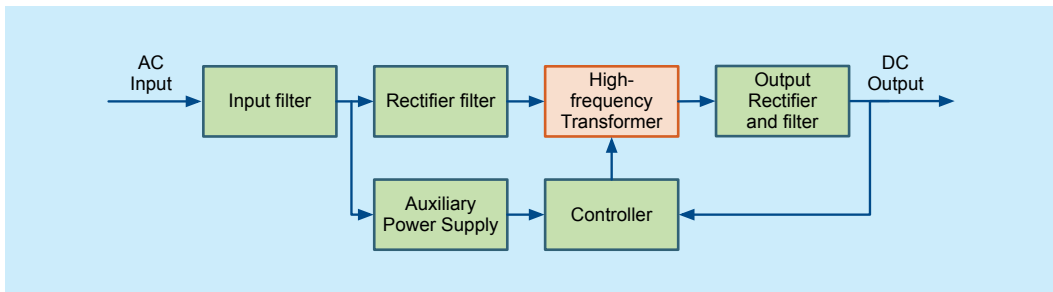 AC
Input
Input filter
Rectifier filter
High-
frequency
Transformer
Output
Rectifier
and filter
DC
Output
Auxiliary
Power Supply
Controller